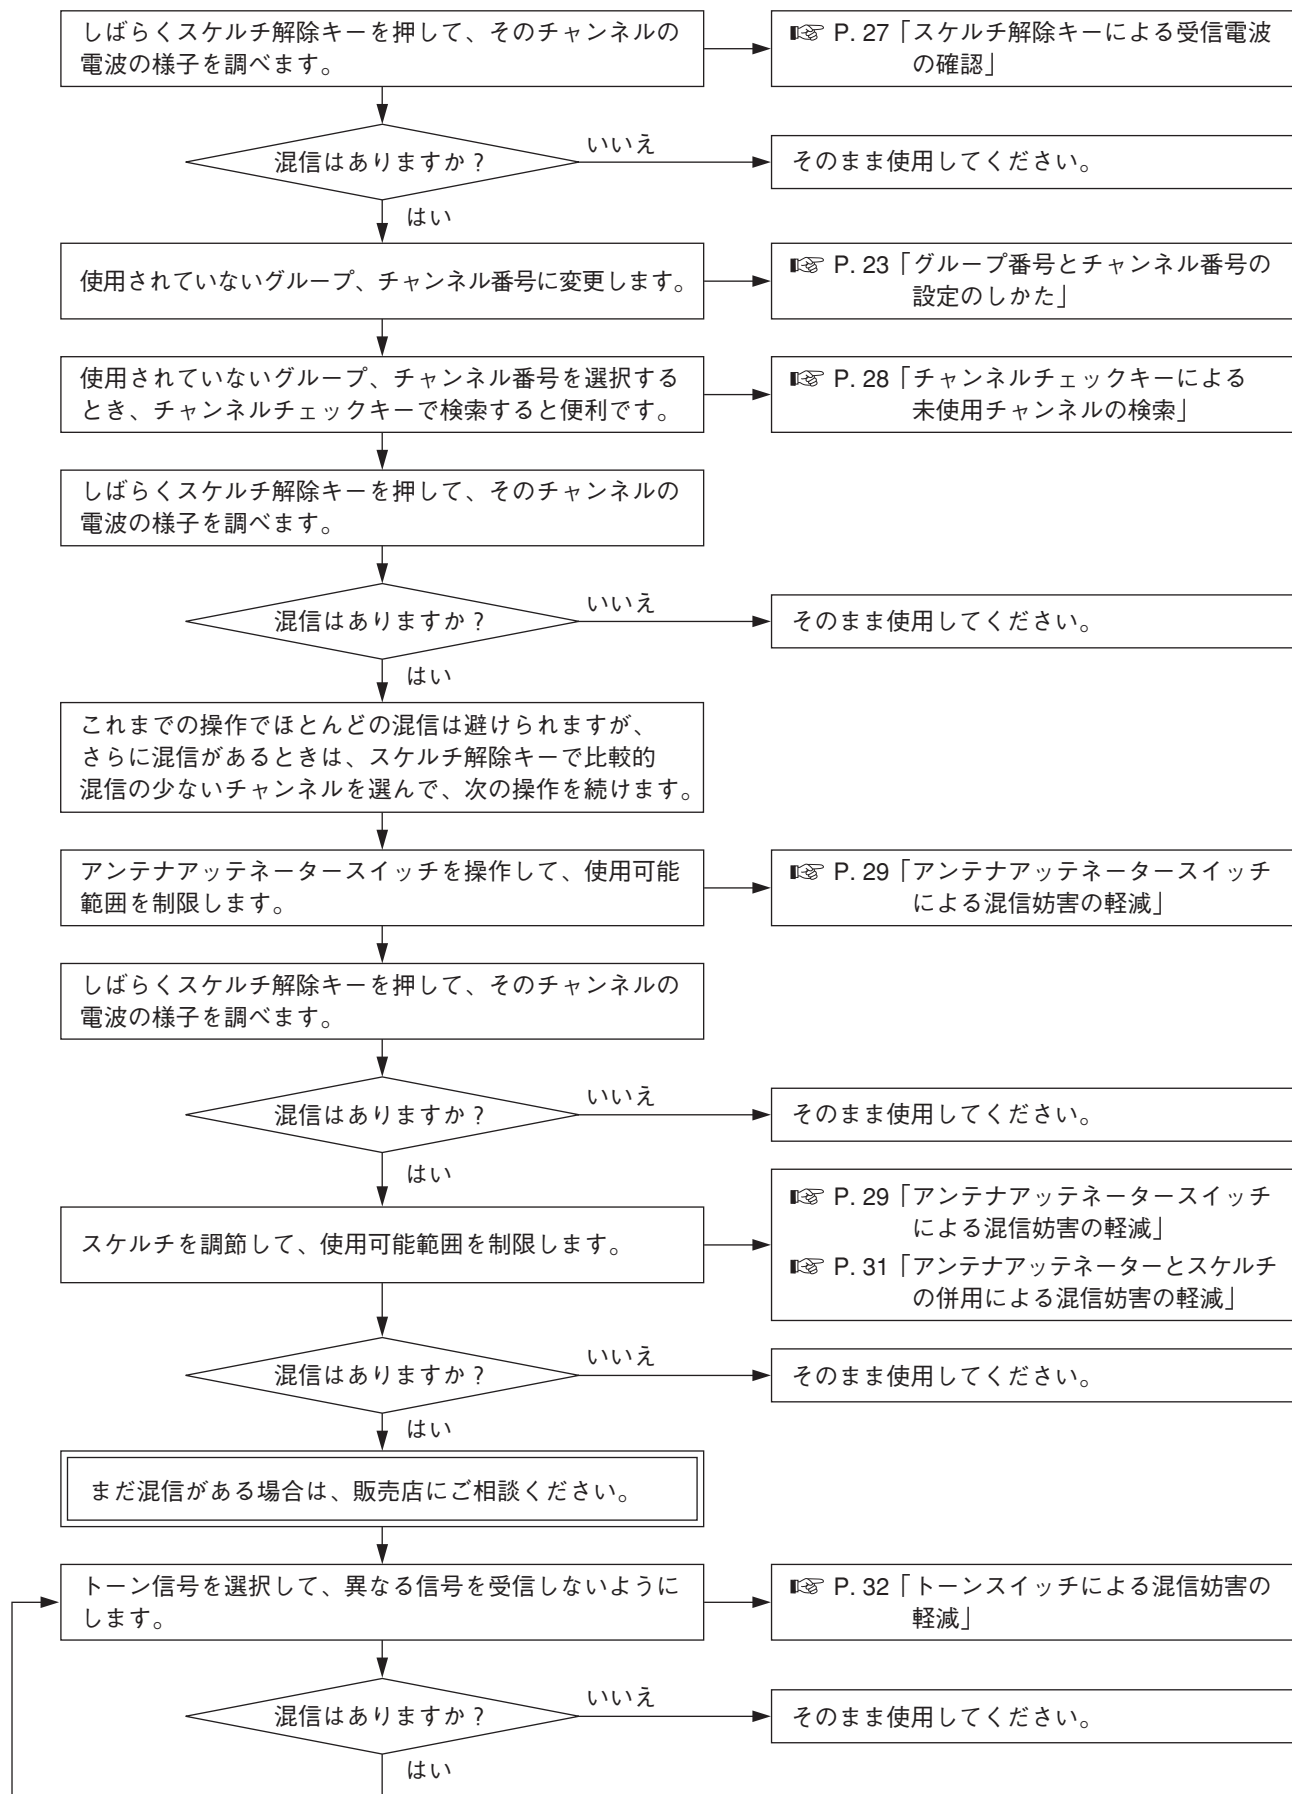 しばらくスケルチ解除キーを押して、そのチャンネルの
電波の様子を調べます。
☞ P. 27「スケルチ解除キーによる受信電波
の確認」
混信はありますか？
いいえ
そのまま使用してください。
はい
使用されていないグループ、チャンネル番号に変更します。
☞ P. 23「グループ番号とチャンネル番号の
設定のしかた」
使用されていないグループ、チャンネル番号を選択する
とき、チャンネルチェックキーで検索すると便利です。
☞ P. 28「チャンネルチェックキーによる
未使用チャンネルの検索」
しばらくスケルチ解除キーを押して、そのチャンネルの
電波の様子を調べます。
混信はありますか？
いいえ
そのまま使用してください。
はい
これまでの操作でほとんどの混信は避けられますが、
さらに混信があるときは、スケルチ解除キーで比較的
混信の少ないチャンネルを選んで、次の操作を続けます。
アンテナアッテネータースイッチを操作して、使用可能
範囲を制限します。
☞ P. 29「アンテナアッテネータースイッチ
による混信妨害の軽減」
しばらくスケルチ解除キーを押して、そのチャンネルの
電波の様子を調べます。
混信はありますか？
いいえ
そのまま使用してください。
はい
スケルチを調節して、使用可能範囲を制限します。
☞ P. 29「アンテナアッテネータースイッチ
による混信妨害の軽減」
☞ P. 31「アンテナアッテネーターとスケルチ
の併用による混信妨害の軽減」
混信はありますか？
いいえ
そのまま使用してください。
はい
まだ混信がある場合は、販売店にご相談ください。
トーン信号を選択して、異なる信号を受信しないように
します。
☞ P. 32「トーンスイッチによる混信妨害の
軽減」
混信はありますか？
いいえ
そのまま使用してください。
はい